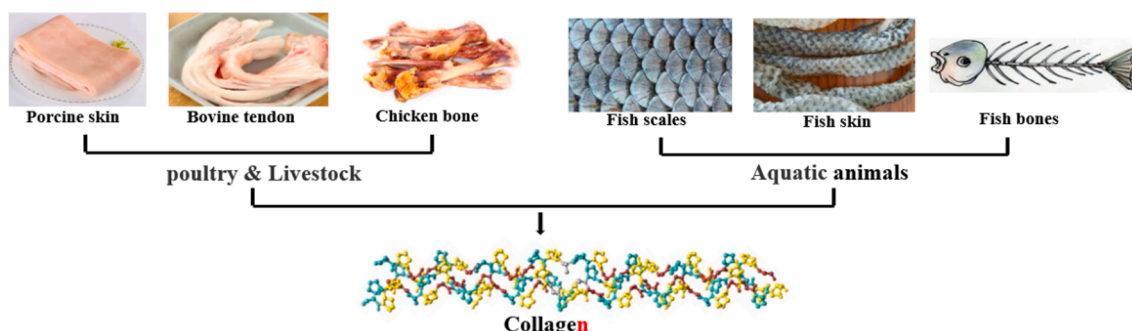 Porcine skin
Bovine tendon
Chicken bone
Fish scales
Fish skin
Fish bones
poultry & Livestock
Aquatic animals
Collagen